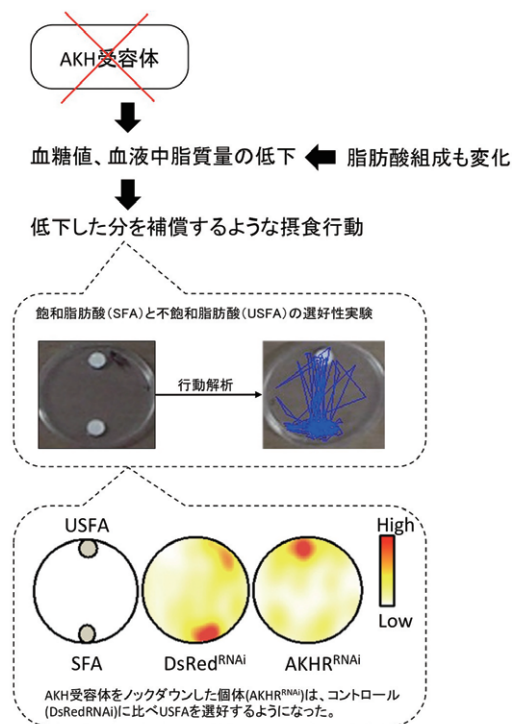 AKH受容体
血糖値、血液中脂質量の低下
脂肪酸組成も変化
低下した分を補償するような摂食行動
飽和脂肪酸(SFA)と不飽和脂肪酸(USFA)の選好性実験
行動解析
USFA
High
Low
SFA
DsRedRNAi
AKHRRNAi
AKH受容体をノックダウンした個体(AKHRRNAi)は、コントロール
(DsRedRNAi)に比べUSFAを選好するようになった。